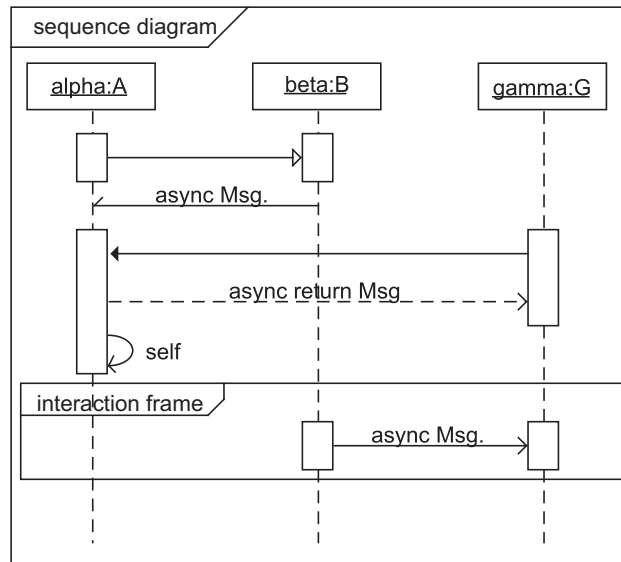 sequence diagram
alpha:A
beta:B
gamma:G
async Msg.
async return Msg
self
interaction frame
async Msg.